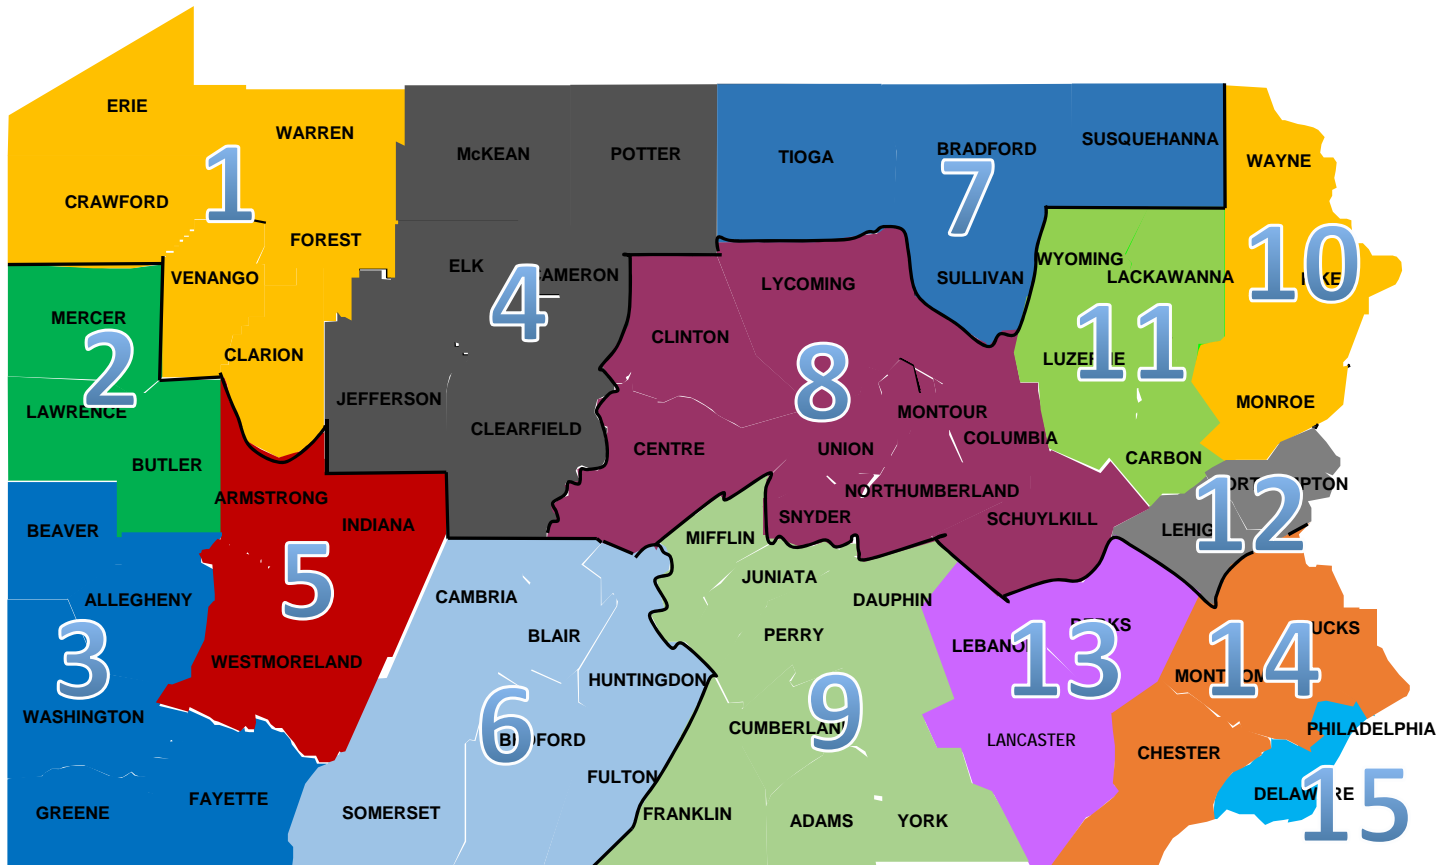 ERIE
WARREN
McKEAN
POTTER
TIOGA
BRADFORD
SUSQUEHANNA
WAYNE
1
7
CRAWFORD
FOREST
10
VENANGO
ELK
4
CAMERON
LYCOMING
SULLIVAN
WYOMING
LACKAWANNA
MERCER
2
CLARION
CLINTON
8
11
LAWRENCE
JEFFERSON
MONTOUR
MONROE
CLEARFIELD
CENTRE
UNION
COLUMBIA
CARBON
BUTLER
ARMSTRONG
INDIANA
NORTHUMBERLAND
SNYDER
SCHUYLKILL
12
BEAVER
MIFFLIN
5
JUNIATA
ALLEGHENY
CAMBRIA
DAUPHIN
BLAIR
PERRY
3
WESTMORELAND
13
14
HUNTINGDON
6
9
WASHINGTON
CUMBERLAND
LANCASTER
CHESTER
PHILADELPHIA
FULTON
GREENE
FAYETTE
SOMERSET
FRANKLIN
ADAMS
YORK
15